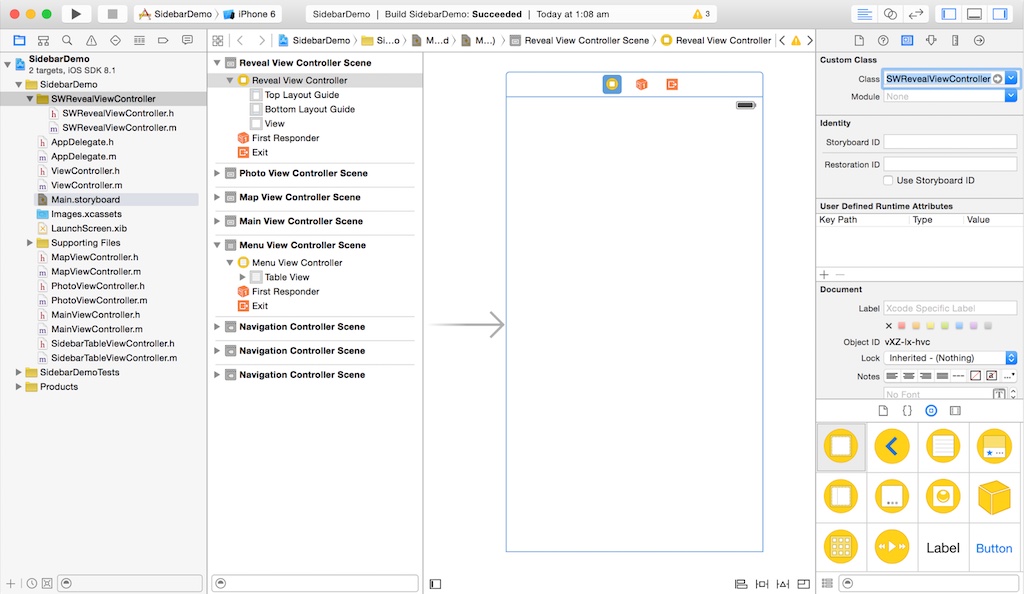 SidebarDemo 〉 iPhone 6
SidebarDemo | Build SidebarDemo: Succeeded | Today at 1:08 am
3
SidebarDemo 〉 Si...o 〉 M...d 〉 M...) 〉 Reveal View Controller Scene 〉 Reveal View Controller
SidebarDemo
2 targets, iOS SDK 8.1
SidebarDemo
SWRevealViewController
SWRevealViewController.h
SWRevealViewController.m
AppDelegate.h
AppDelegate.m
ViewController.h
ViewController.m
Main.storyboard
Images.xcassets
LaunchScreen.xib
Supporting Files
MapViewController.h
MapViewController.m
PhotoViewController.h
PhotoViewController.m
MainViewController.h
MainViewController.m
SidebarTableViewController.h
SidebarTableViewController.m
SidebarDemoTests
Products
Reveal View Controller Scene
Reveal View Controller
Top Layout Guide
Bottom Layout Guide
View
First Responder
Exit
Photo View Controller Scene
Map View Controller Scene
Main View Controller Scene
Menu View Controller Scene
Menu View Controller
Table View
First Responder
Exit
Navigation Controller Scene
Navigation Controller Scene
Navigation Controller Scene
Custom Class
Class SWRevealViewController
Module None
Identity
Storyboard ID
Restoration ID
Use Storyboard ID
User Defined Runtime Attributes
Key Path Type Value
Document
Label Xcode Specific Label
Object ID vXZ-lx-hvc
Lock Inherited - (Nothing)
Notes
No Font
Label
Button